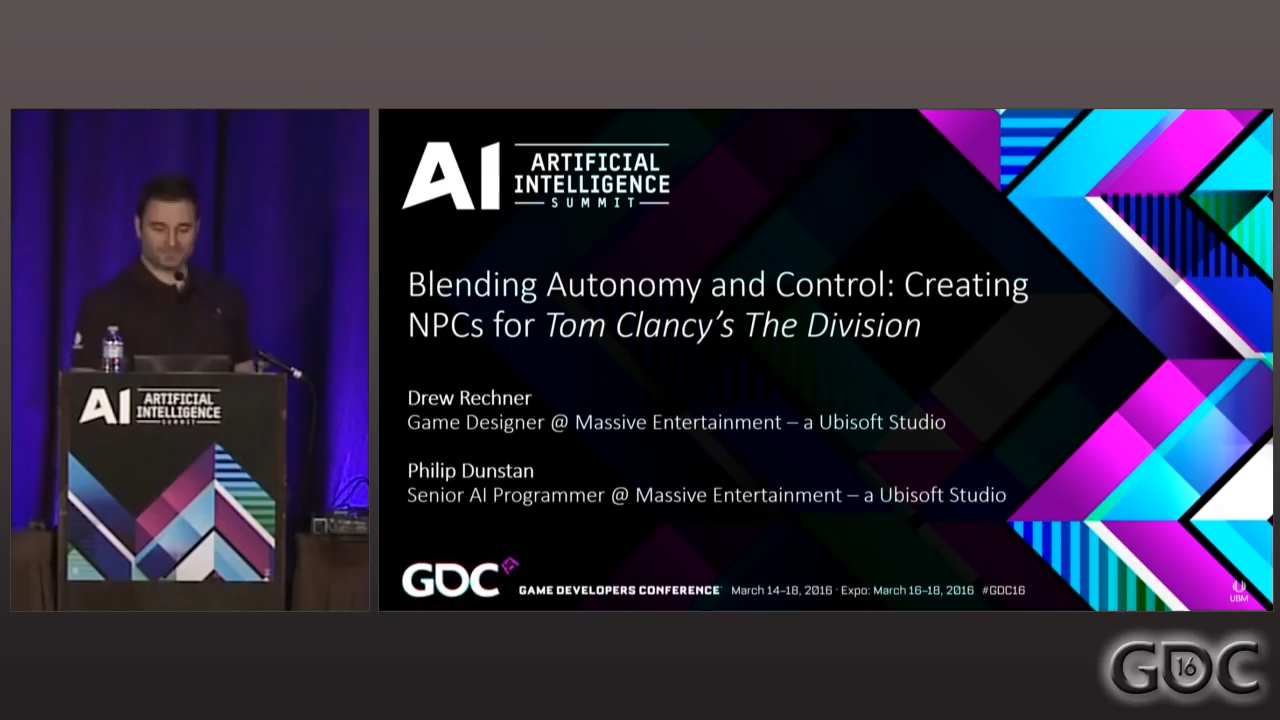 AI ARTIFICIAL
INTELLIGENCE
SUMMIT
AI ARTIFICIAL
INTELLIGENCE
SUMMIT
Blending Autonomy and Control: Creating
NPCs for Tom Clancy's The Division
Drew Rechner
Game Designer @ Massive Entertainment – a Ubisoft Studio
Philip Dunstan
Senior AI Programmer @ Massive Entertainment – a Ubisoft Studio
GDC GAME DEVELOPERS CONFERENCE March 14–18, 2016 · Expo: March 16–18, 2016 #GDC16
UBM
GDC 16